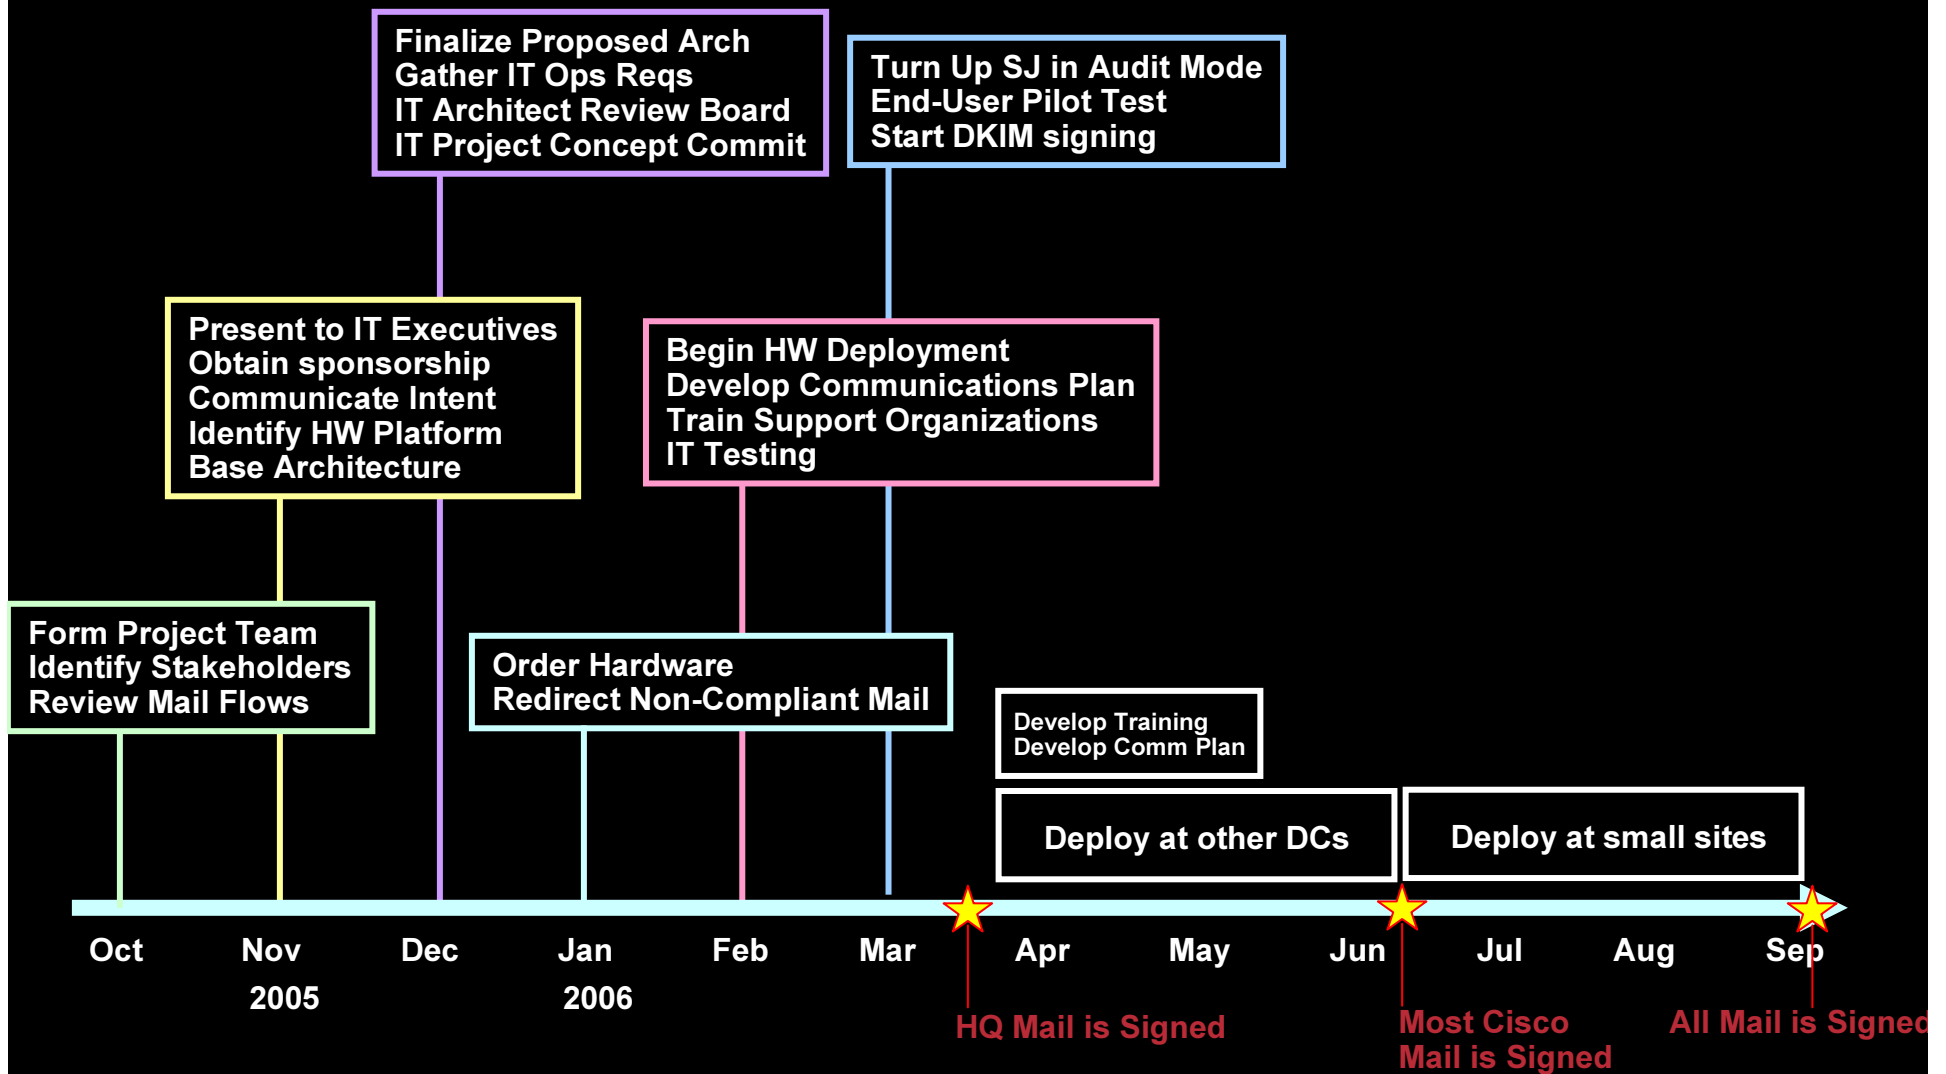 Finalize Proposed Arch
Gather IT Ops Reqs
IT Architect Review Board
IT Project Concept Commit
Turn Up SJ in Audit Mode
End-User Pilot Test
Start DKIM signing
Present to IT Executives
Obtain sponsorship
Communicate Intent
Identify HW Platform
Base Architecture
Begin HW Deployment
Develop Communications Plan
Train Support Organizations
IT Testing
Form Project Team
Identify Stakeholders
Review Mail Flows
Order Hardware
Redirect Non-Compliant Mail
Develop Training
Develop Comm Plan
Deploy at other DCs
Deploy at small sites
Oct Nov Dec Jan Feb Mar Apr May Jun Jul Aug Sep
2005 2006
HQ Mail is Signed
Most Cisco
Mail is Signed
All Mail is Signed